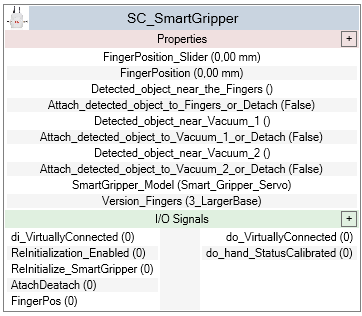 SC_SmartGripper
Properties
+
FingerPosition_Slider (0,00 mm)
FingerPosition (0,00 mm)
Detected_object_near_the_Fingers ()
Attach_detected_object_to_Fingers_or_Detach (False)
Detected_object_near_Vacuum_1 ()
Attach_detected_object_to_Vacuum_1_or_Detach (False)
Detected_object_near_Vacuum_2 ()
Attach_detected_object_to_Vacuum_2_or_Detach (False)
SmartGripper_Model (Smart_Gripper_Servo)
Version_Fingers (3_LargerBase)
I/O Signals
+
di_VirtuallyConnected (0)
do_VirtuallyConnected (0)
ReInitialization_Enabled (0)
do_hand_StatusCalibrated (0)
ReInitialize_SmartGripper (0)
AtachDeatach (0)
FingerPos (0)